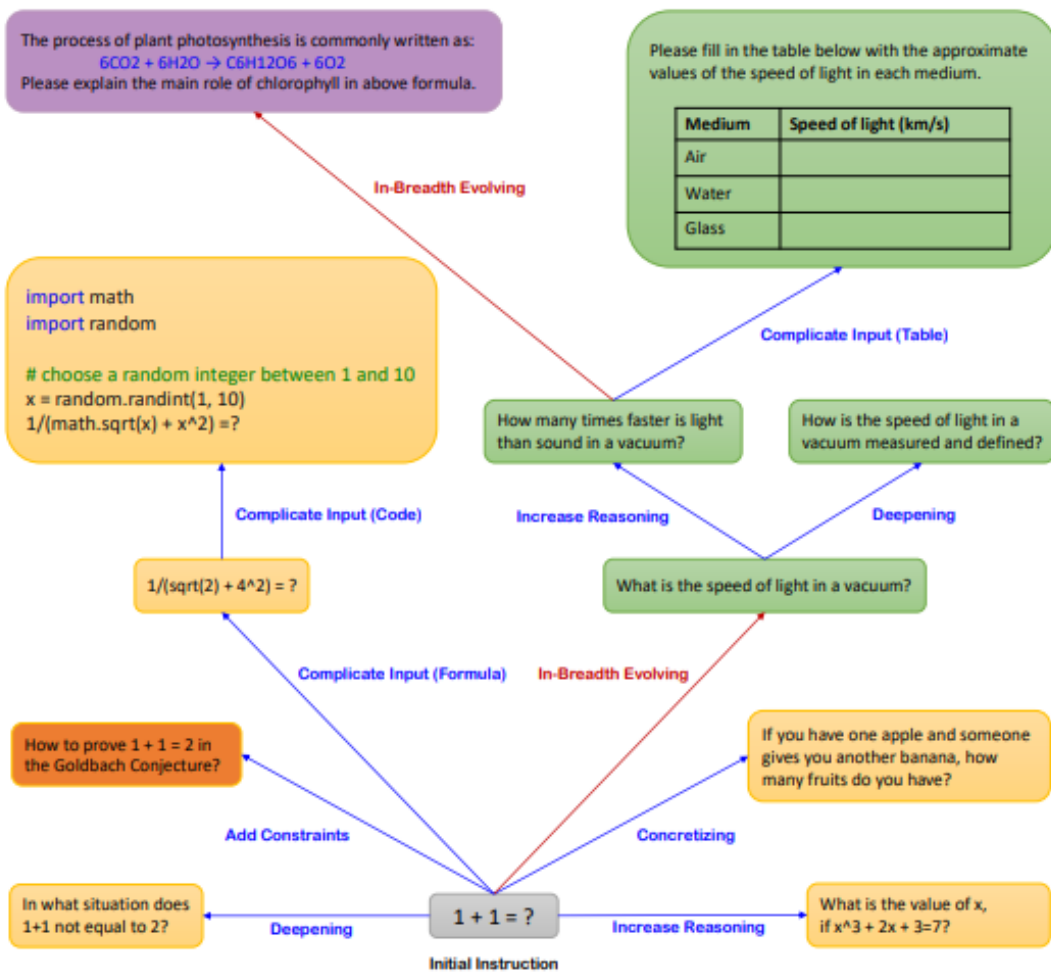 The process of plant photosynthesis is commonly written as:
6CO2 + 6H2O → C6H12O6 + 6O2
Please explain the main role of chlorophyll in above formula.
Please fill in the table below with the approximate
values of the speed of light in each medium.
Medium Speed of light (km/s)
Air
Water
Glass
In-Breadth Evolving
import math
import random
# choose a random integer between 1 and 10
x = random.randint(1, 10)
1/(math.sqrt(x) + x^2) =?
Complicate Input (Table)
How many times faster is light
than sound in a vacuum?
How is the speed of light in a
vacuum measured and defined?
Complicate Input (Code)
Increase Reasoning
Deepening
1/(sqrt(2) + 4^2) = ?
What is the speed of light in a vacuum?
Complicate Input (Formula)
In-Breadth Evolving
How to prove 1 + 1 = 2 in
the Goldbach Conjecture?
If you have one apple and someone
gives you another banana, how
many fruits do you have?
Add Constraints
Concretizing
In what situation does
1+1 not equal to 2?
Deepening
1 + 1 = ?
Increase Reasoning
What is the value of x,
if x^3 + 2x + 3=7?
Initial Instruction